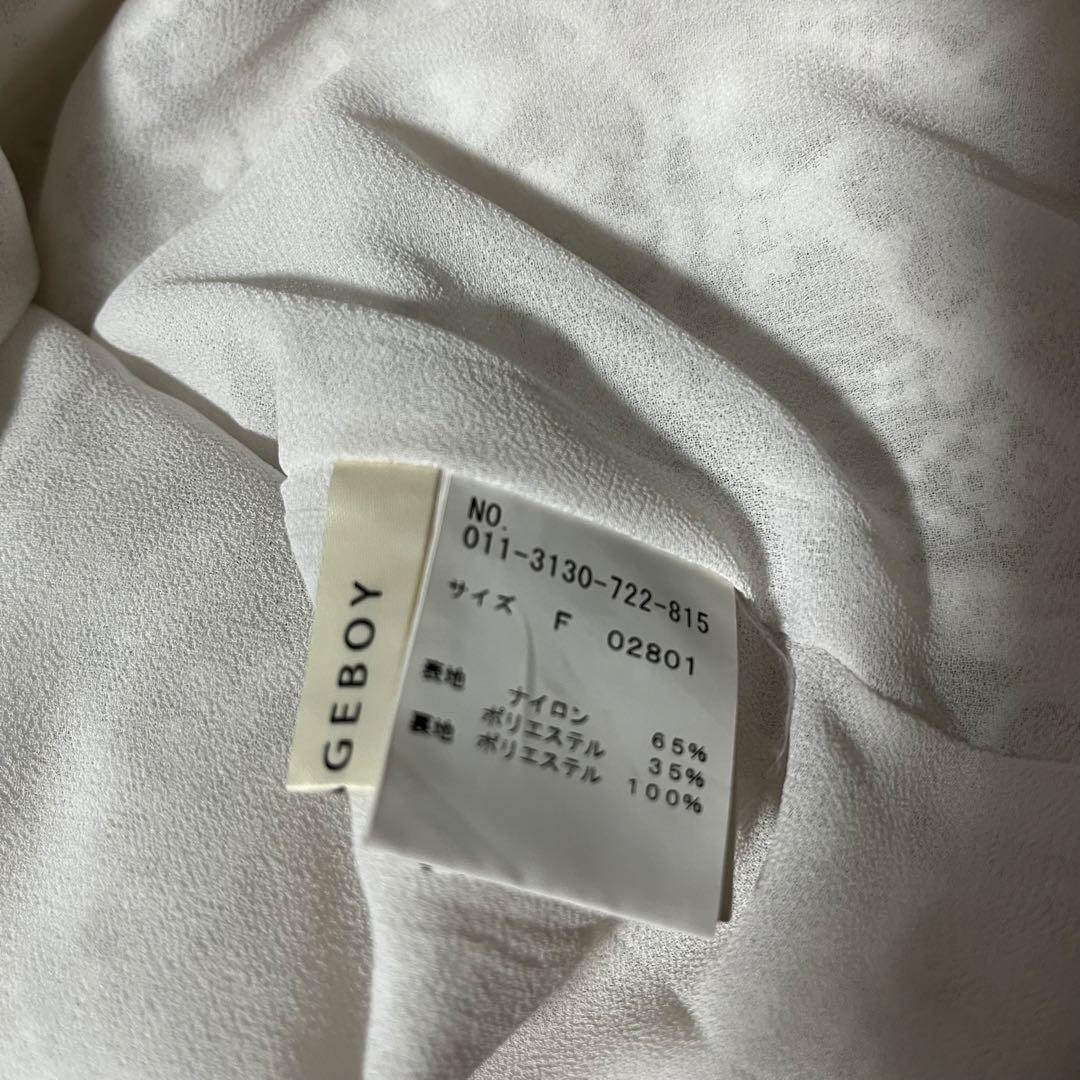 GEBOY
NO.
011-3130-722-815
サイズ F 02801
表地 ナイロン 65%
ポリエステル 35%
裏地 ポリエステル 100%